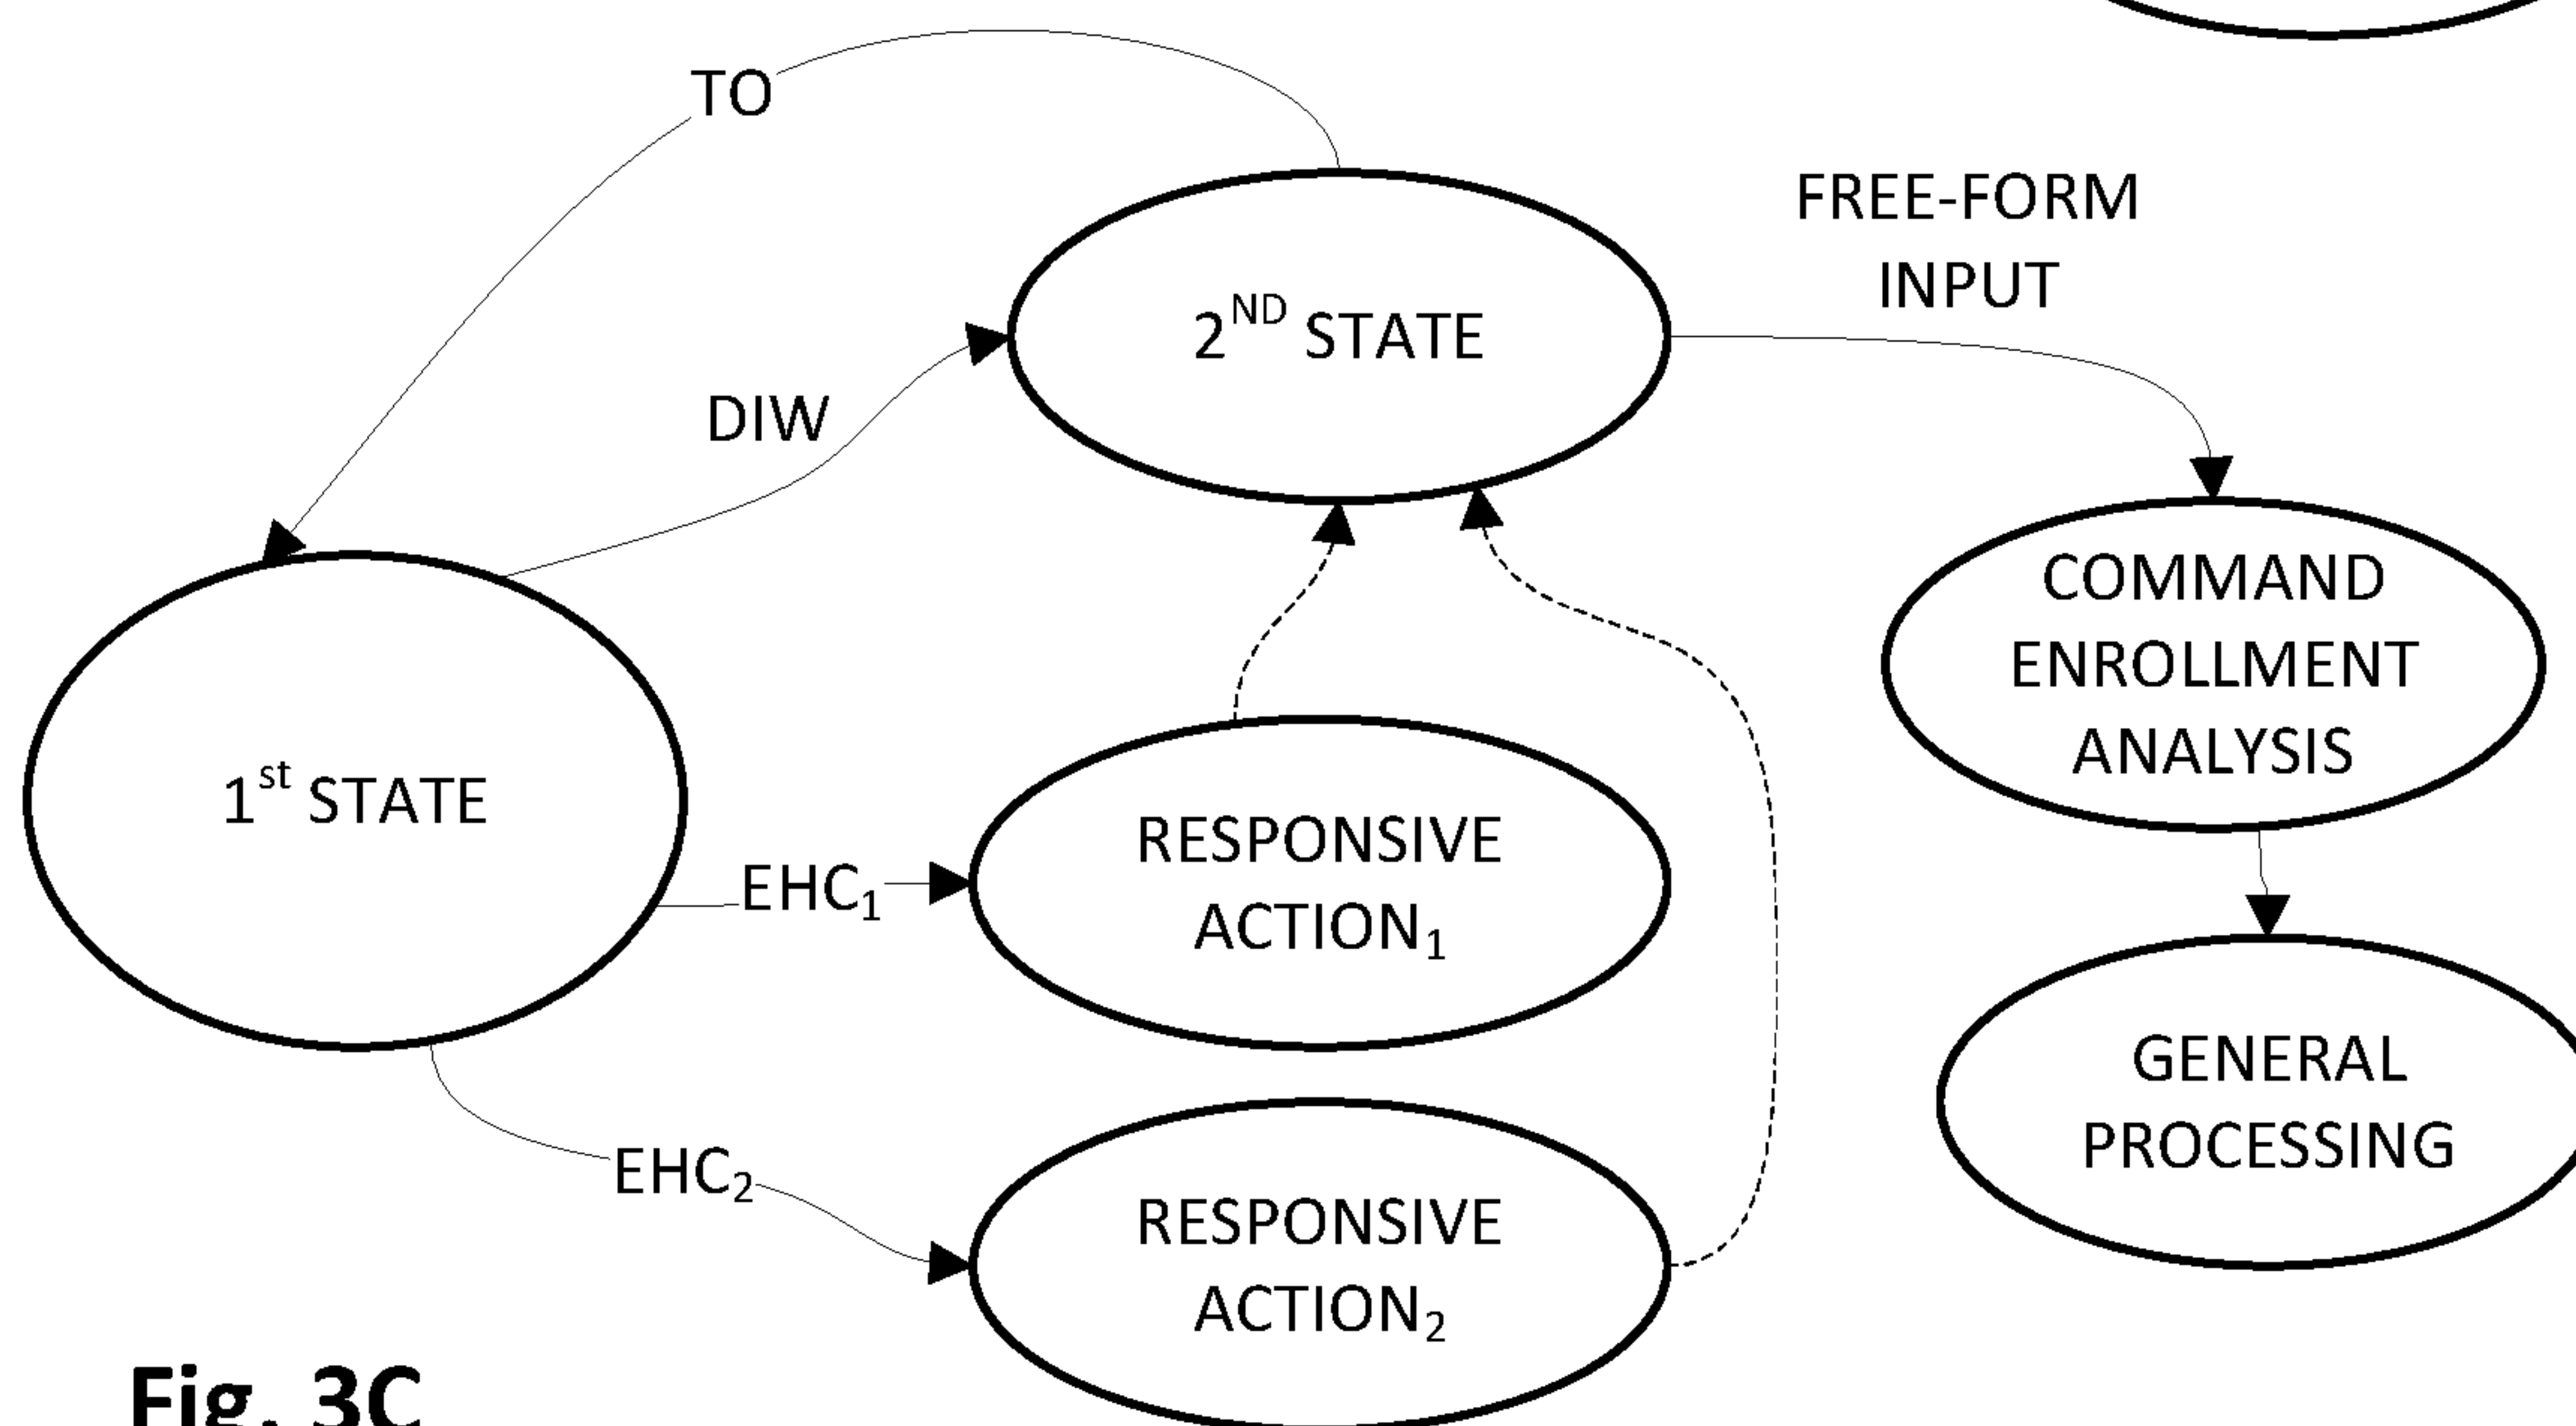 TO
FREE-FORM
INPUT
2ND STATE
DIW
COMMAND
ENROLLMENT
ANALYSIS
1st STATE
EHC1
RESPONSIVE
ACTION1
GENERAL
PROCESSING
EHC2
RESPONSIVE
ACTION2
Fig. 3C